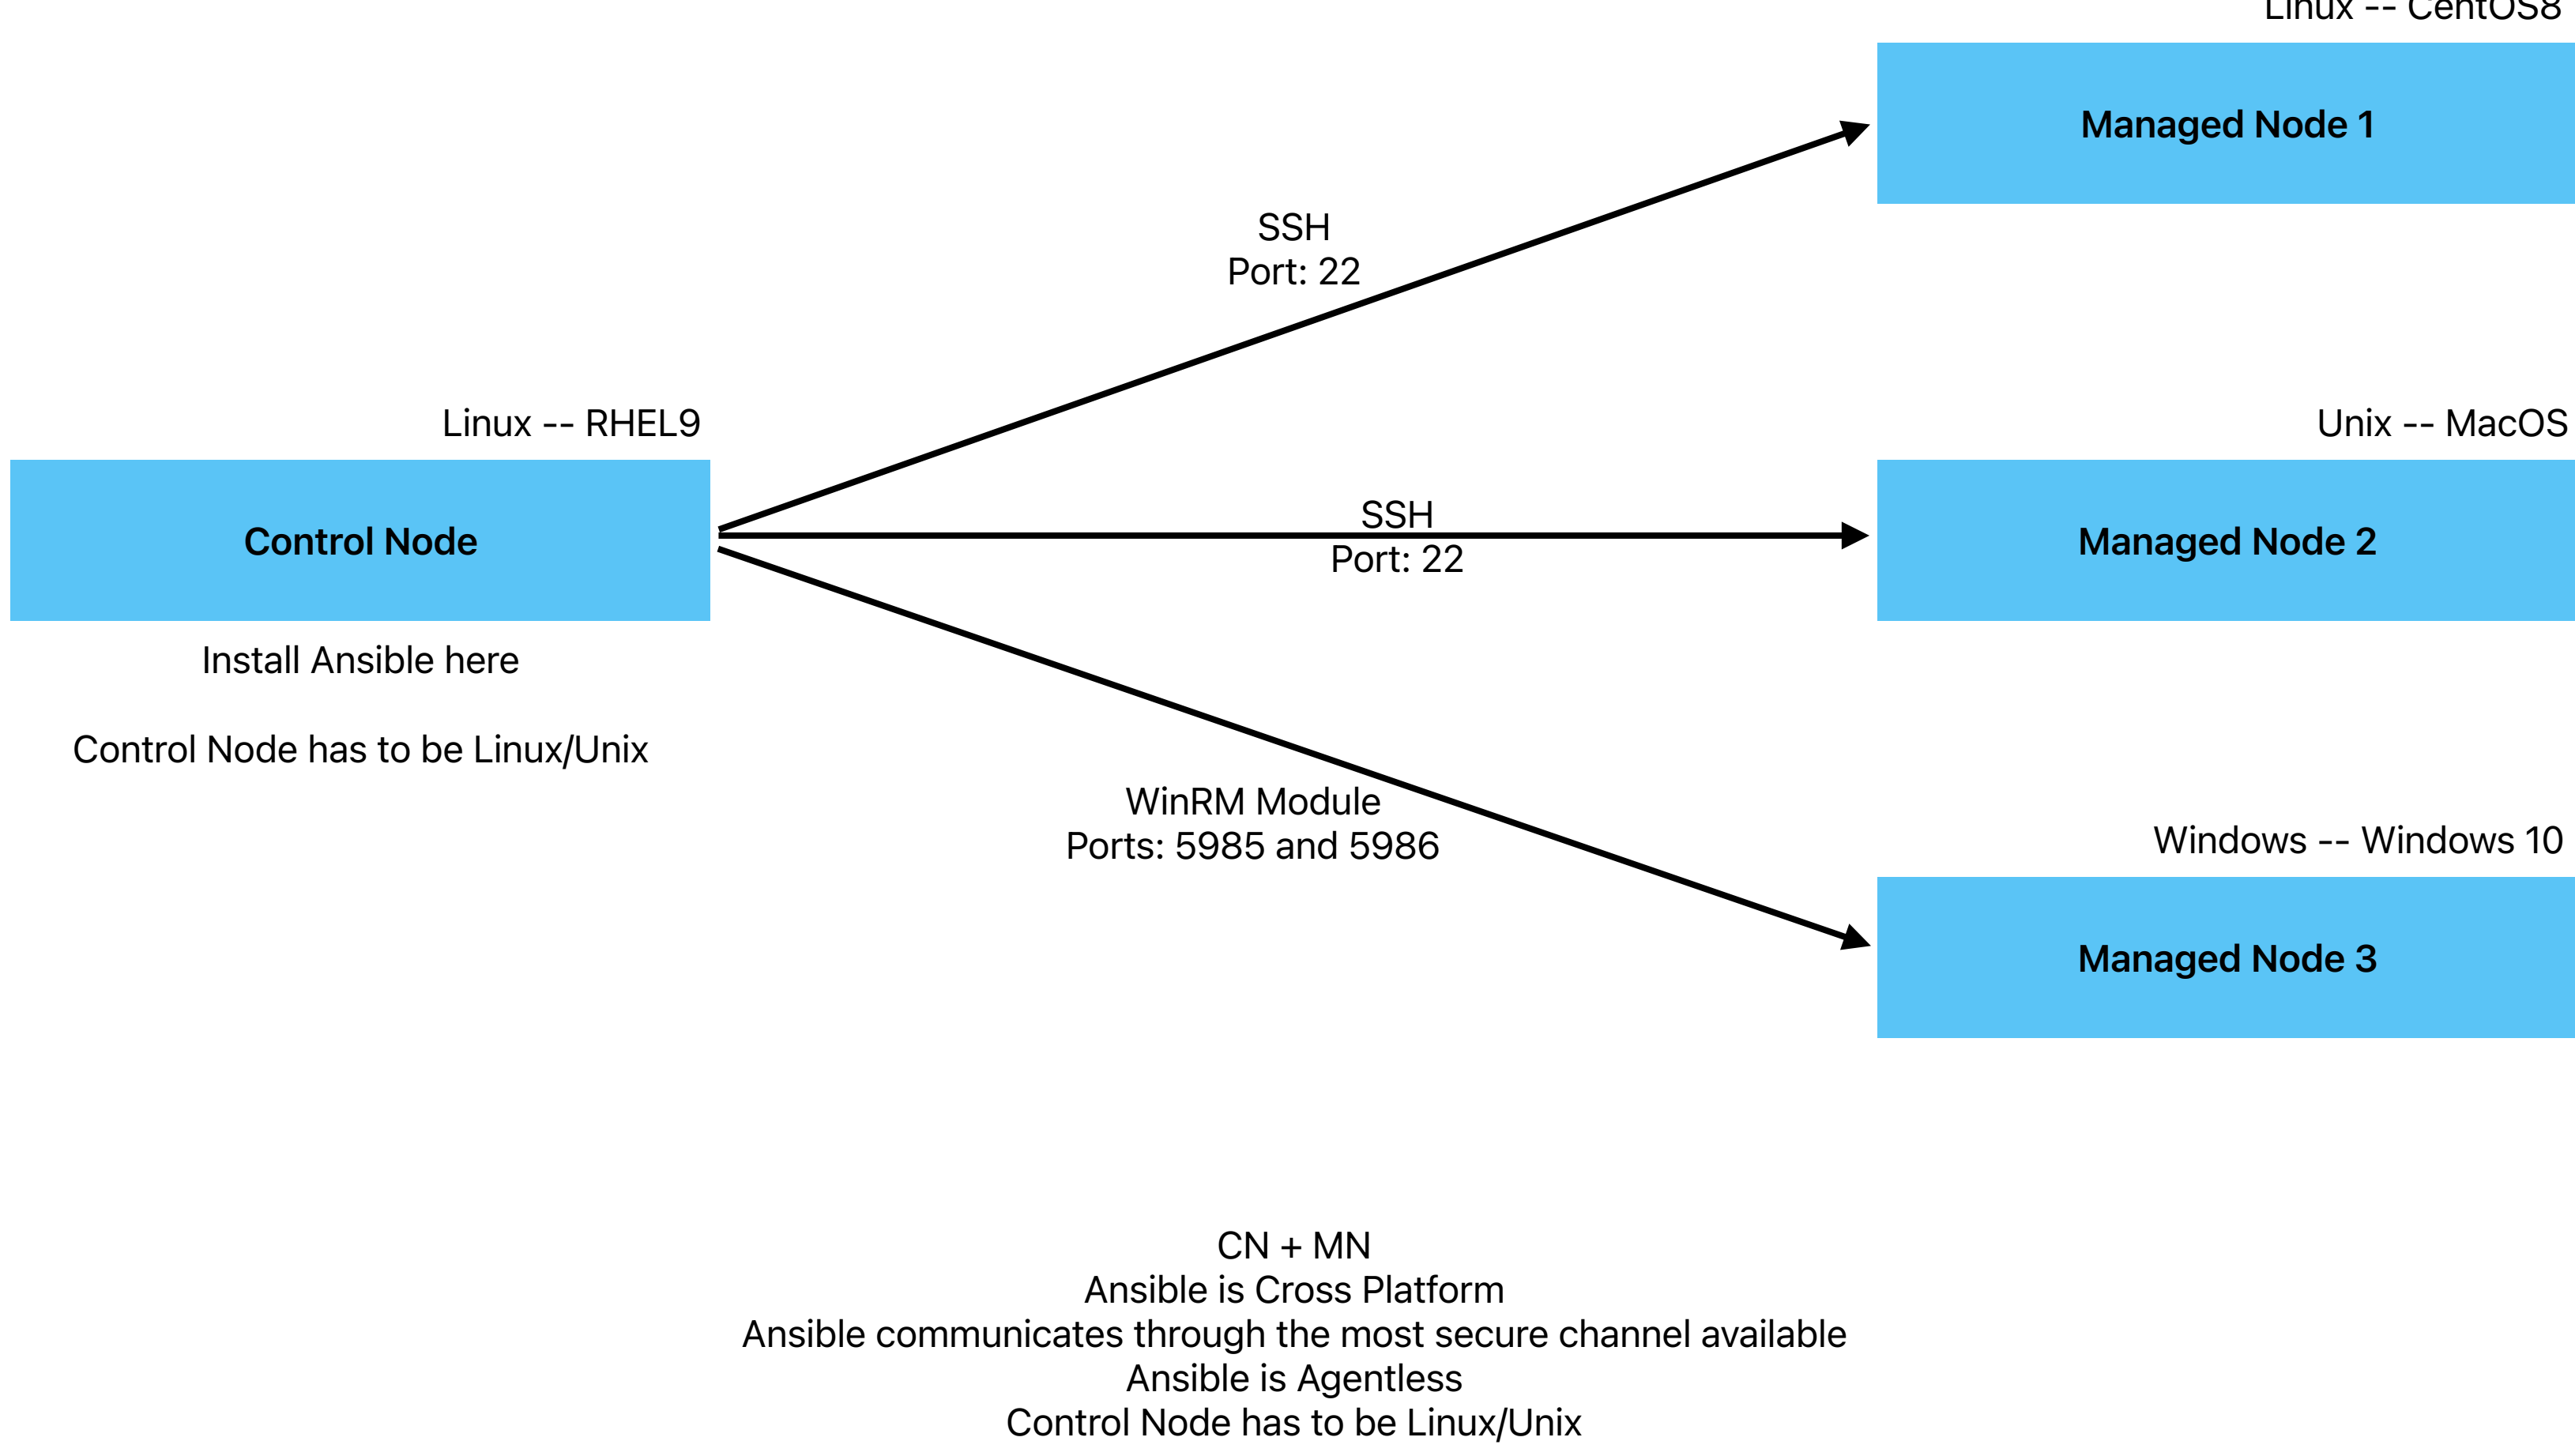 Linux -- CentOS8
Managed Node 1
SSH
Port: 22
Linux -- RHEL9
Unix -- MacOS
Control Node
SSH
Port: 22
Managed Node 2
Install Ansible here
Control Node has to be Linux/Unix
WinRM Module
Ports: 5985 and 5986
Windows -- Windows 10
Managed Node 3
CN + MN
Ansible is Cross Platform
Ansible communicates through the most secure channel available
Ansible is Agentless
Control Node has to be Linux/Unix